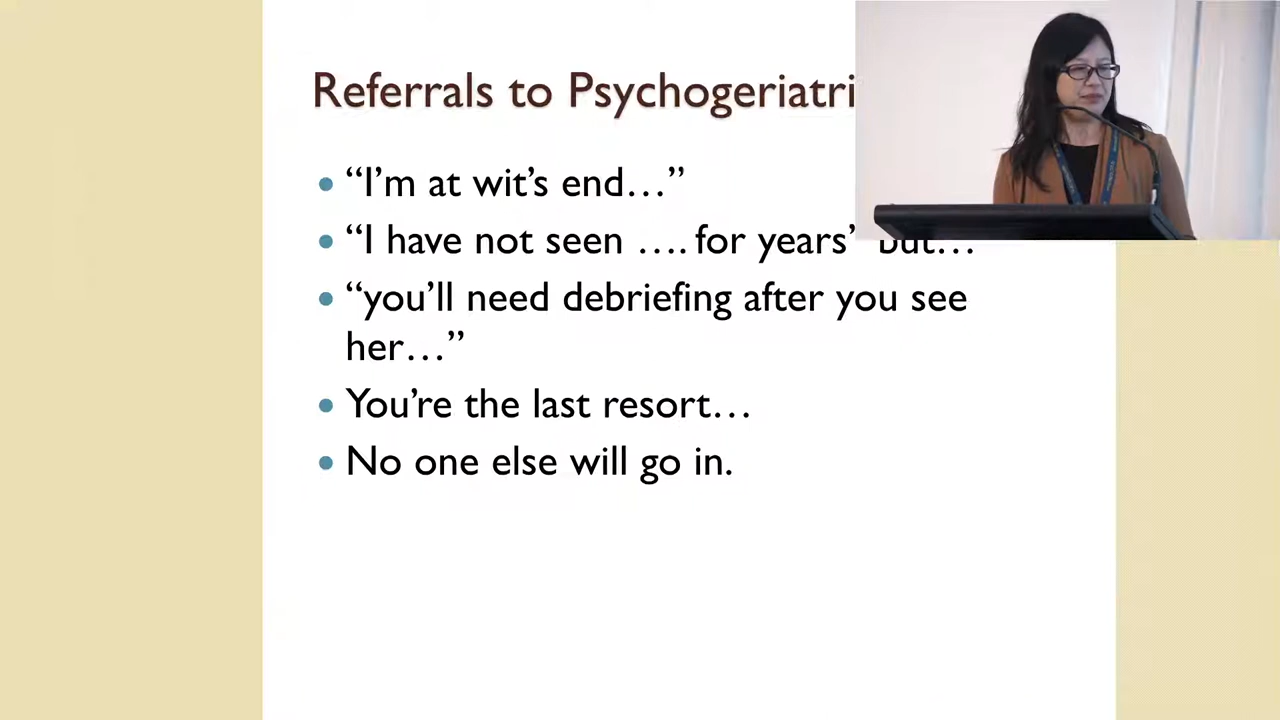 Referrals to Psychogeriatri
“I’m at wit’s end…”
“I have not seen …. for years’ but…
“you’ll need debriefing after you see
her…”
You’re the last resort…
No one else will go in.